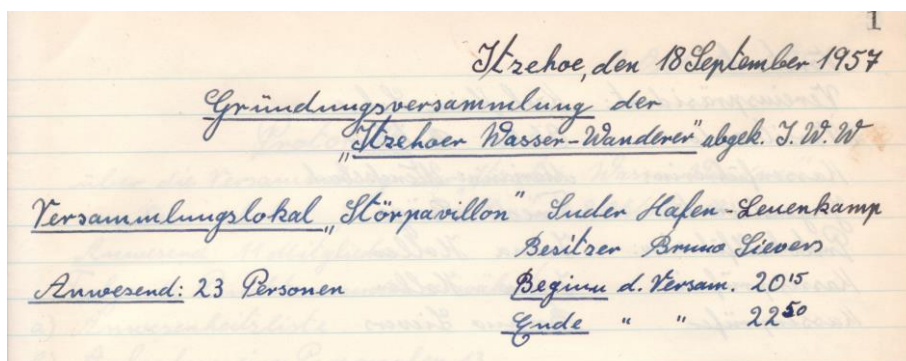 1
Itzehoe, den 18 September 1957
Gründungsversammlung der
"Itzehoer Wasser-Wanderer" abgek. I. W. W
Versammlungslokal „Störpavillon" Suder Hafen-Leuenkamp
Besitzer Bruno Sievers
Anwesend: 23 Personen Beginn d. Versam. 20¹⁵
Ende " " 22⁵⁰